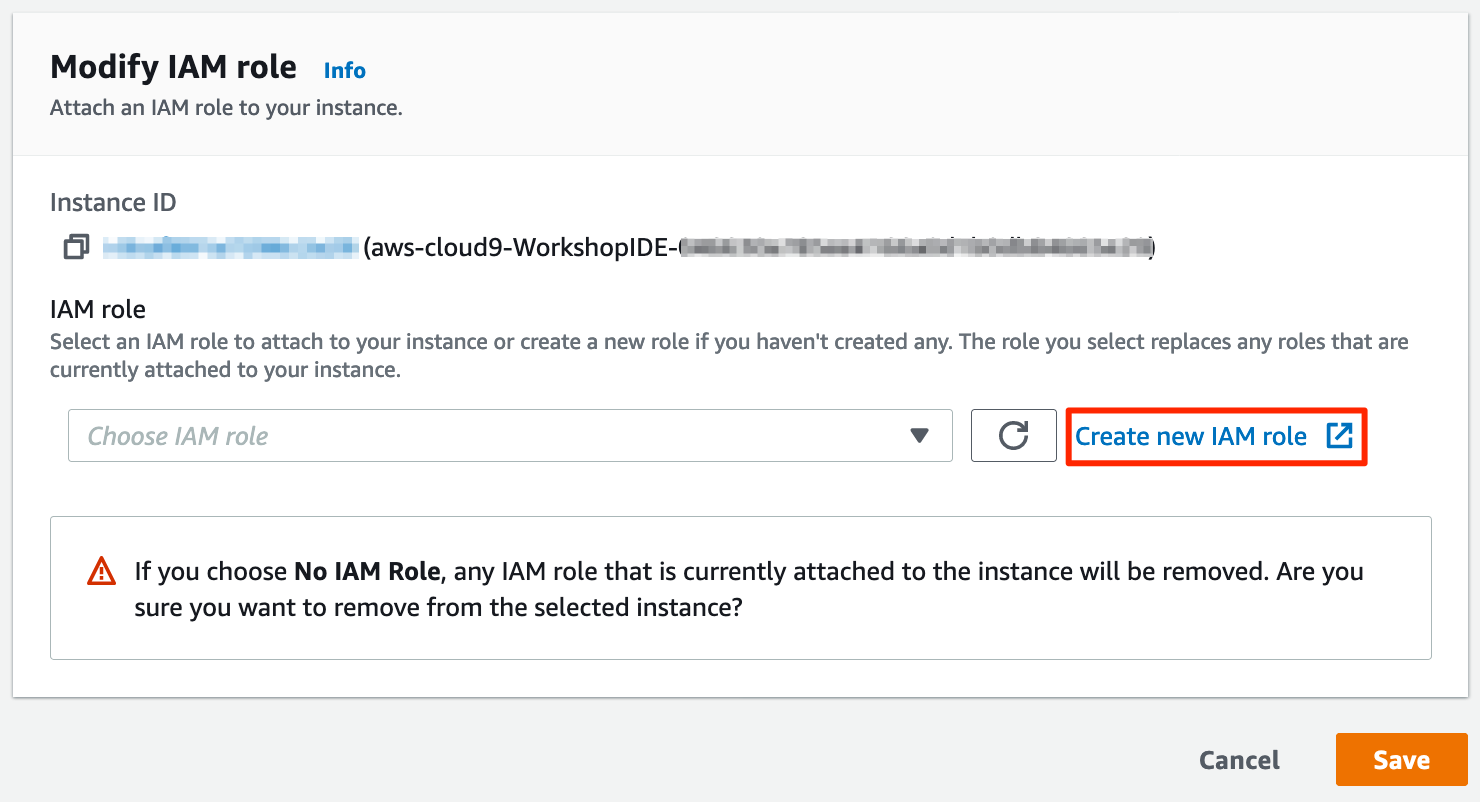 Modify IAM role Info
Attach an IAM role to your instance.
Instance ID
(aws-cloud9-WorkshopIDE- )
IAM role
Select an IAM role to attach to your instance or create a new role if you haven't created any. The role you select replaces any roles that are
currently attached to your instance.
Choose IAM role
Create new IAM role
If you choose No IAM Role, any IAM role that is currently attached to the instance will be removed. Are you
sure you want to remove from the selected instance?
Cancel
Save